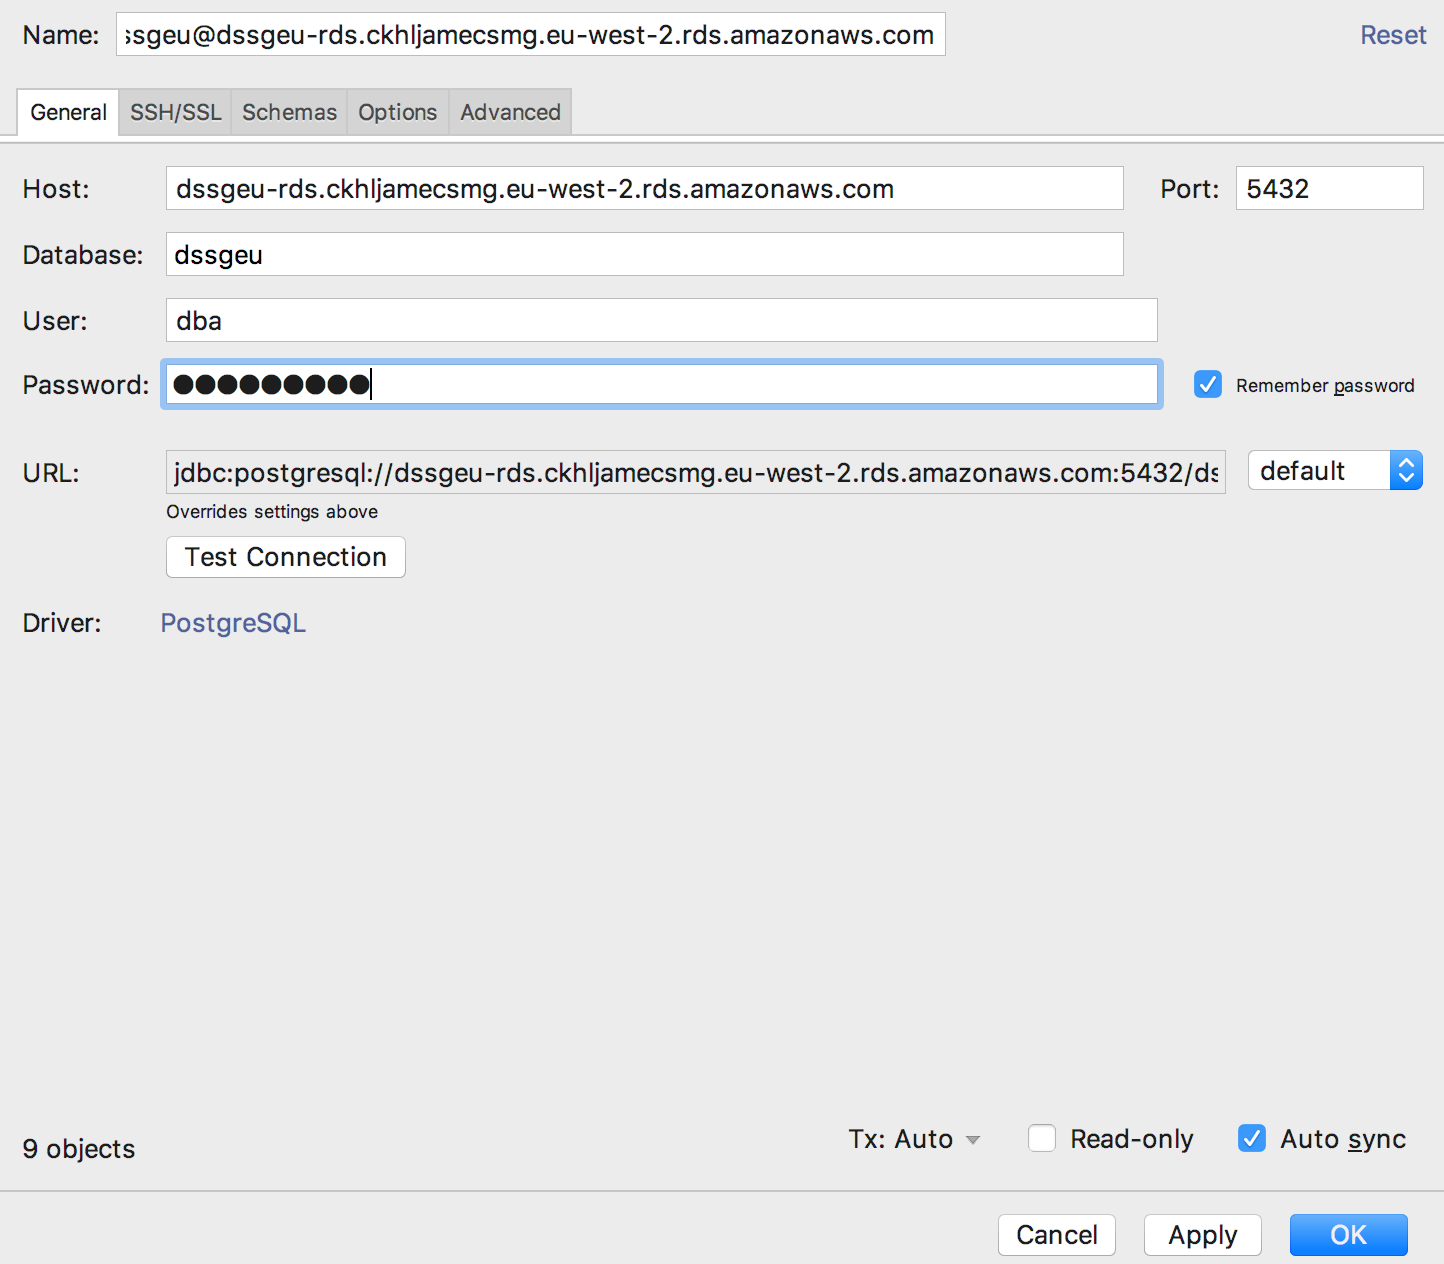 Name: ssgeu@dssgeu-rds.ckhljamecsmg.eu-west-2.rds.amazonaws.com Reset
General SSH/SSL Schemas Options Advanced
Host: dssgeu-rds.ckhljamecsmg.eu-west-2.rds.amazonaws.com Port: 5432
Database: dssgeu
User: dba
Password: ●●●●●●●●● Remember password
URL: jdbc:postgresql://dssgeu-rds.ckhljamecsmg.eu-west-2.rds.amazonaws.com:5432/ds default
Overrides settings above
Test Connection
Driver: PostgreSQL
9 objects Tx: Auto Read-only Auto sync
Cancel Apply OK